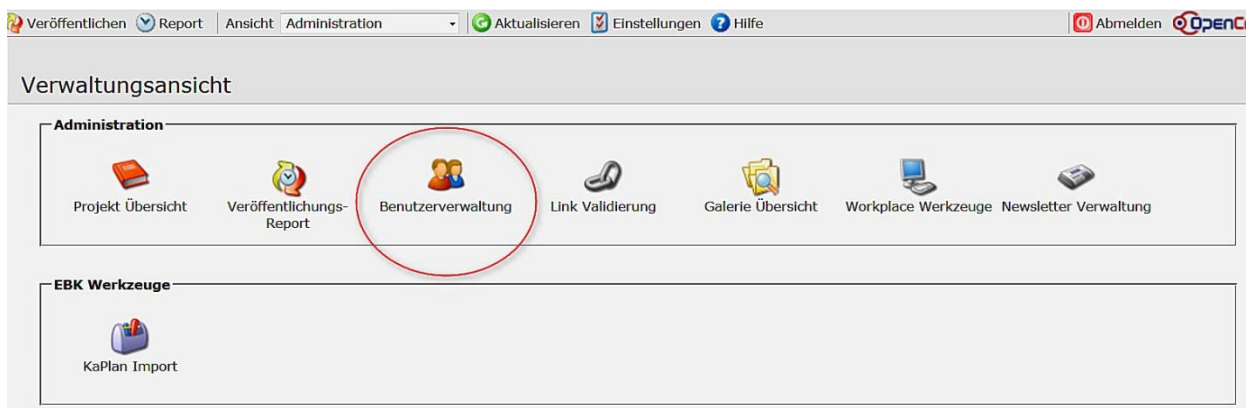 Veröffentlichen Report Ansicht Administration Aktualisieren Einstellungen Hilfe Abmelden
Verwaltungsansicht
Administration
Projekt Übersicht
Veröffentlichungs-
Report
Benutzerverwaltung
Link Validierung
Galerie Übersicht
Workplace Werkzeuge
Newsletter Verwaltung
EBK Werkzeuge
KaPlan Import